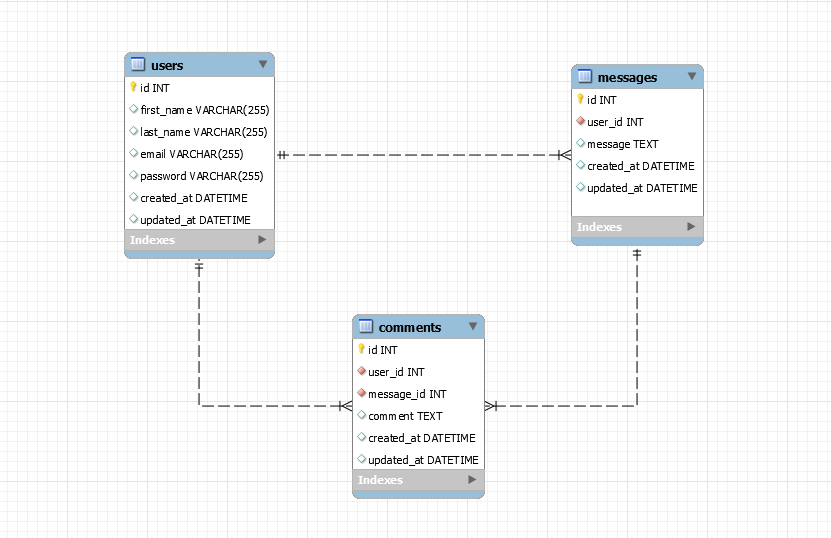 users
id INT
first_name VARCHAR(255)
last_name VARCHAR(255)
email VARCHAR(255)
password VARCHAR(255)
created_at DATETIME
updated_at DATETIME
Indexes
messages
id INT
user_id INT
message TEXT
created_at DATETIME
updated_at DATETIME
Indexes
comments
id INT
user_id INT
message_id INT
comment TEXT
created_at DATETIME
updated_at DATETIME
Indexes